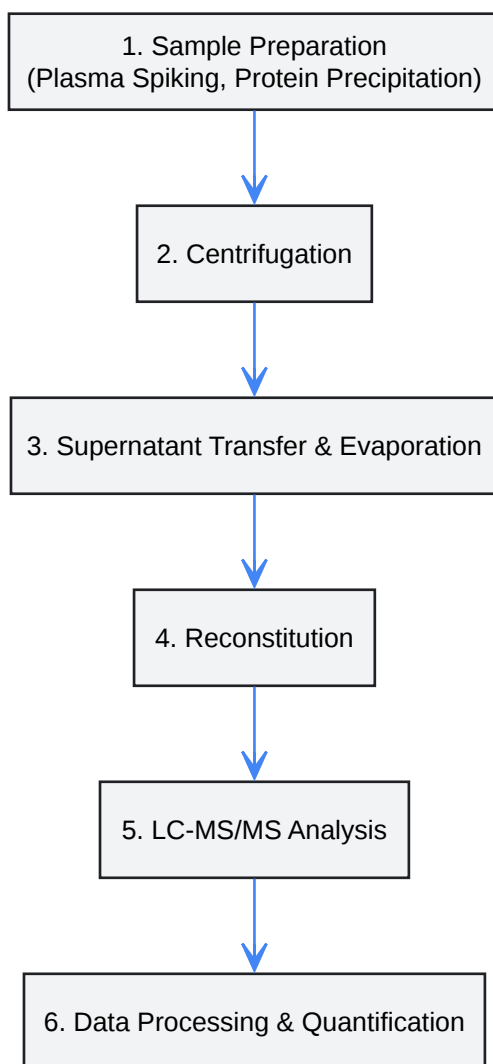 1. Sample Preparation
(Plasma Spiking, Protein Precipitation)
2. Centrifugation
3. Supernatant Transfer & Evaporation
4. Reconstitution
5. LC-MS/MS Analysis
6. Data Processing & Quantification